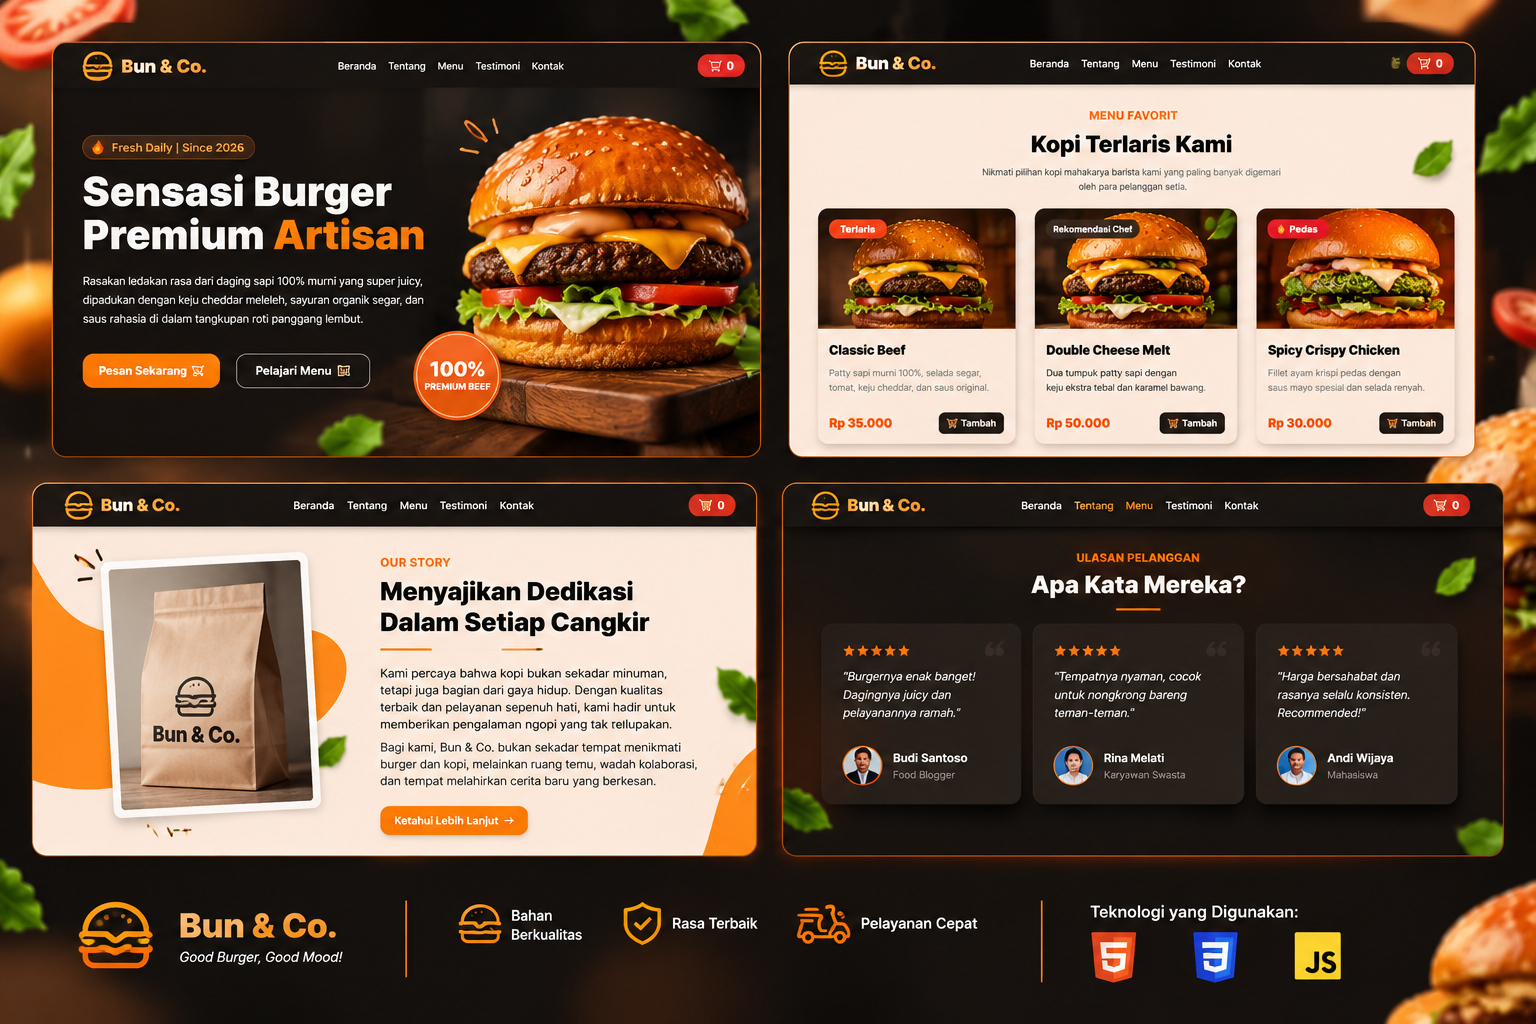 Bun & Co.
Beranda Tentang Menu Testimoni Kontak
0
Fresh Daily | Since 2026
Sensasi Burger
Premium Artisan
Rasakan ledakan rasa dari daging sapi 100% murni yang super juicy,
dipadukan dengan keju cheddar meleleh, sayuran organik segar, dan
saus rahasia di dalam tangkupan roti panggang lembut.
Pesan Sekarang
Pelajari Menu
100%
PREMIUM BEEF
Bun & Co.
Beranda Tentang Menu Testimoni Kontak
0
MENU FAVORIT
Kopi Terlaris Kami
Nikmati pilihan kopi mahakarya barista kami yang paling banyak digemari
oleh para pelanggan setia.
Terlaris
Classic Beef
Patty sapi murni 100%, selada segar,
tomat, keju cheddar, dan saus original.
Rp 35.000
Tambah
Rekomendasi Chef
Double Cheese Melt
Dua tumpuk patty sapi dengan
keju ekstra tebal dan karamel bawang.
Rp 50.000
Tambah
Pedas
Spicy Crispy Chicken
Fillet ayam krispi pedas dengan
saus mayo spesial dan selada renyah.
Rp 30.000
Tambah
Bun & Co.
Beranda Tentang Menu Testimoni Kontak
0
Bun & Co.
OUR STORY
Menyajikan Dedikasi
Dalam Setiap Cangkir
Kami percaya bahwa kopi bukan sekadar minuman,
tetapi juga bagian dari gaya hidup. Dengan kualitas
terbaik dan pelayanan sepenuh hati, kami hadir untuk
memberikan pengalaman ngopi yang tak rellupakan.
Bagi kami, Bun & Co. bukan sekadar tempat menikmati
burger dan kopi, melainkan ruang temu, wadah kolaborasi,
dan tempat melahirkan cerita baru yang berkesan.
Ketahui Lebih Lanjut →
Bun & Co.
Beranda Tentang Menu Testimoni Kontak
0
ULASAN PELANGGAN
Apa Kata Mereka?
"Burgernya enak banget!
Dagingnya juicy dan
pelayanannya ramah."
Budi Santoso
Food Blogger
"Tempatnya nyaman, cocok
untuk nongkrong bareng
teman-teman."
Rina Melati
Karyawan Swasta
"Harga bersahabat dan
rasanya selalu konsisten.
Recommended!"
Andi Wijaya
Mahasiswa
Bun & Co.
Good Burger, Good Mood!
Bahan
Berkualitas
Rasa Terbaik
Pelayanan Cepat
Teknologi yang Digunakan:
5
3
JS